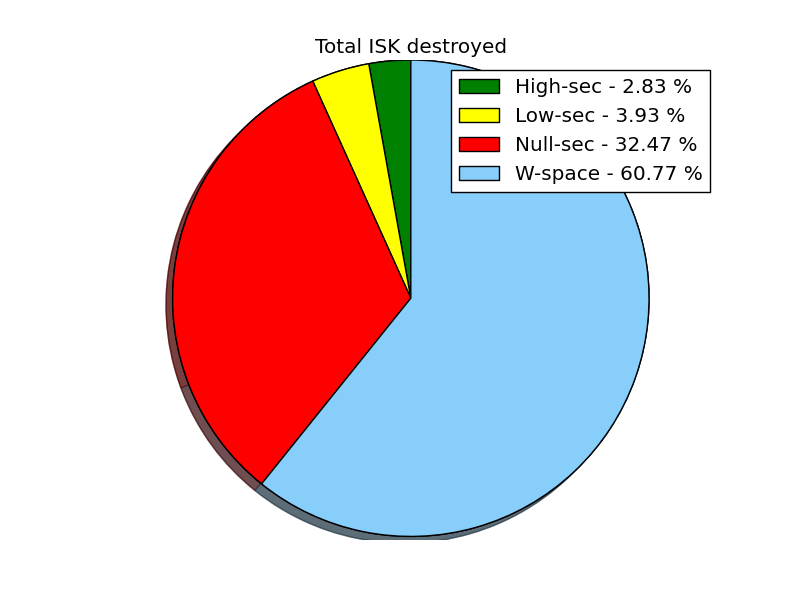 Total ISK destroyed
High-sec - 2.83 %
Low-sec - 3.93 %
Null-sec - 32.47 %
W-space - 60.77 %